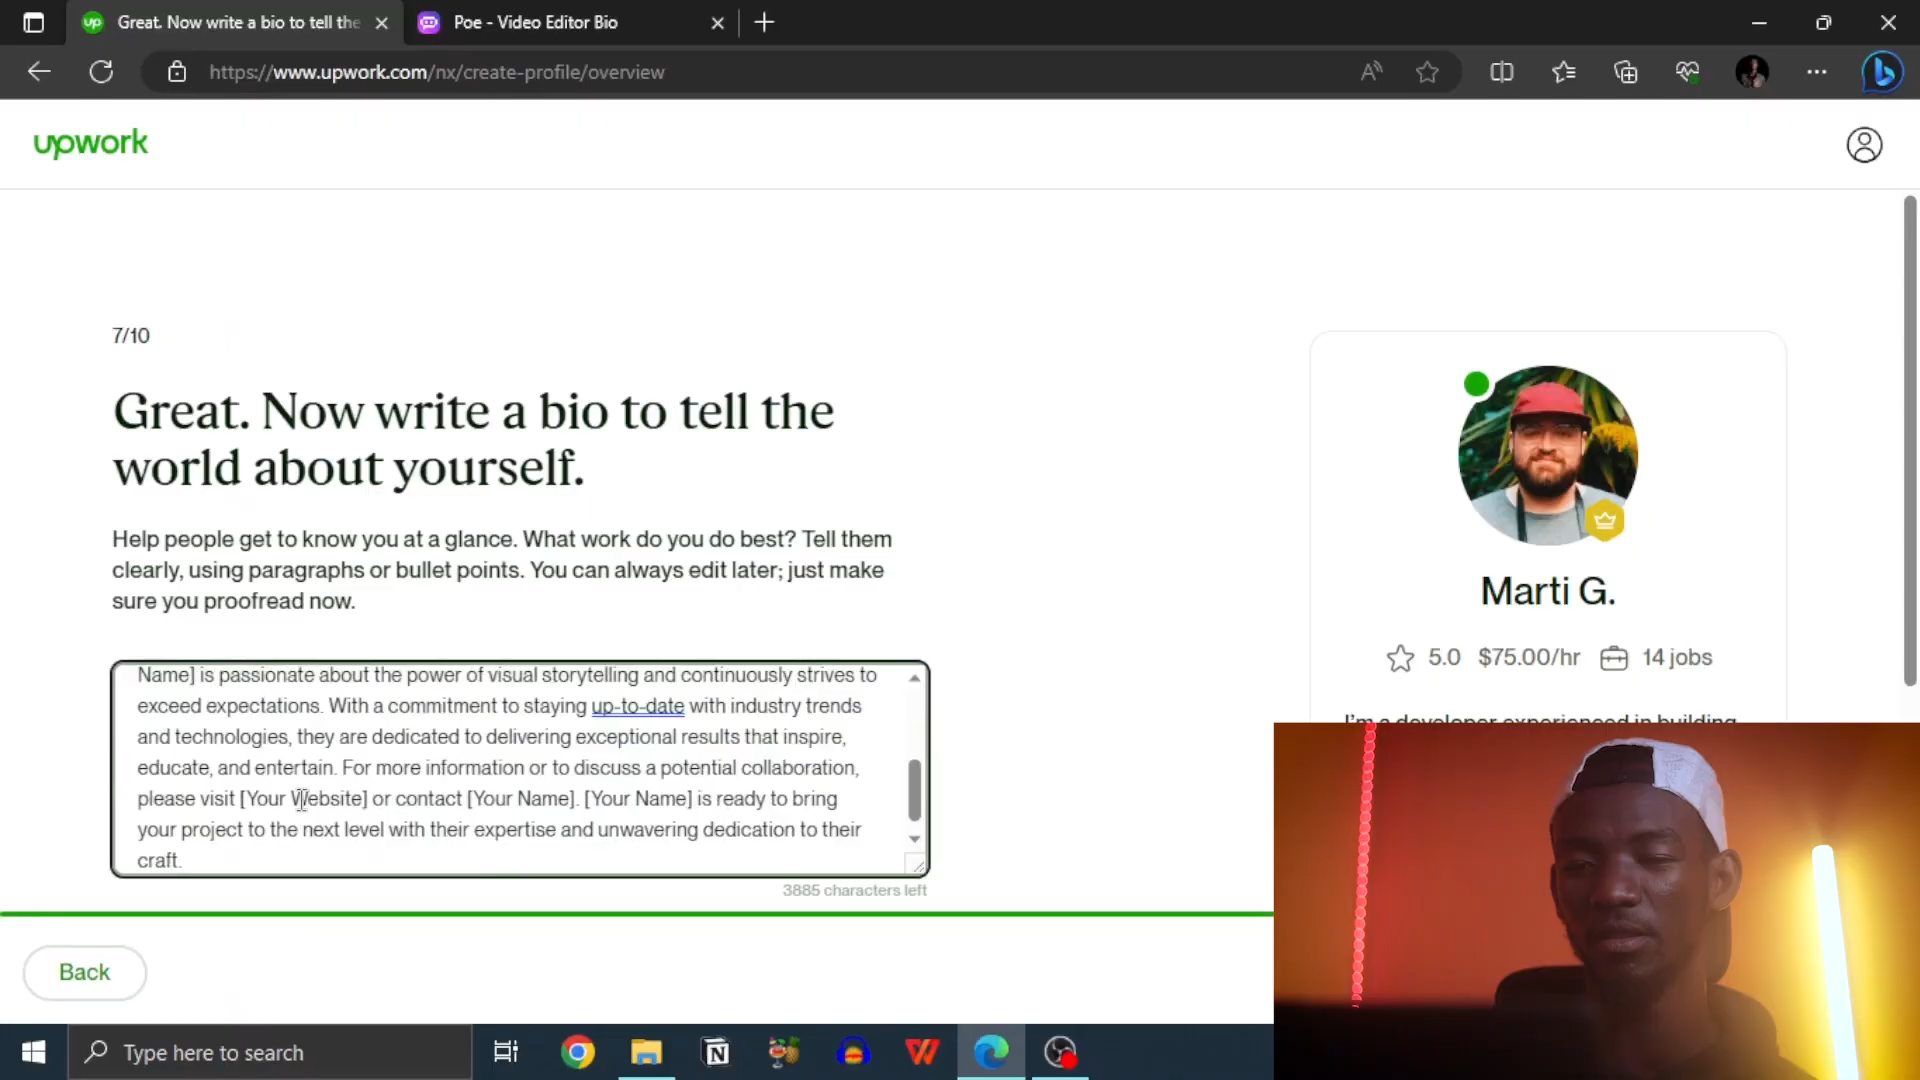 Great. Now write a bio to tell the
Poe - Video Editor Bio
https://www.upwork.com/nx/create-profile/overview
upwork
7/10
Great. Now write a bio to tell the
world about yourself.
Help people get to know you at a glance. What work do you do best? Tell them
clearly, using paragraphs or bullet points. You can always edit later; just make
sure you proofread now.
Name] is passionate about the power of visual storytelling and continuously strives to
exceed expectations. With a commitment to staying up-to-date with industry trends
and technologies, they are dedicated to delivering exceptional results that inspire,
educate, and entertain. For more information or to discuss a potential collaboration,
please visit [Your Website] or contact [Your Name]. [Your Name] is ready to bring
your project to the next level with their expertise and unwavering dedication to their
craft.
3885 characters left
Marti G.
5.0 $75.00/hr 14 jobs
I'm a developer experienced in building
Back
Type here to search